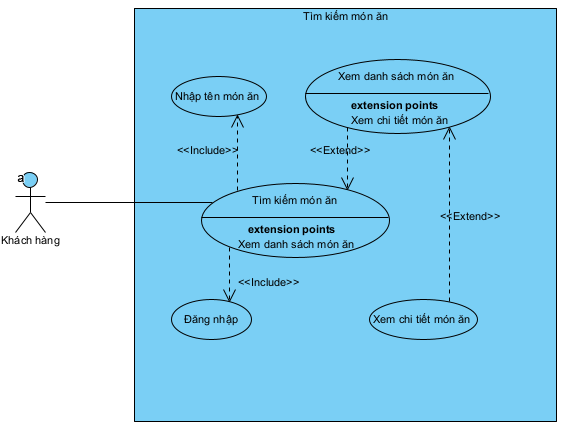 Tìm kiếm món ăn
Nhập tên món ăn
Xem danh sách món ăn
extension points
Xem chi tiết món ăn
<<Include>>
<<Extend>>
a
Khách hàng
Tìm kiếm món ăn
extension points
Xem danh sách món ăn
<<Extend>>
<<Include>>
Đăng nhập
Xem chi tiết món ăn